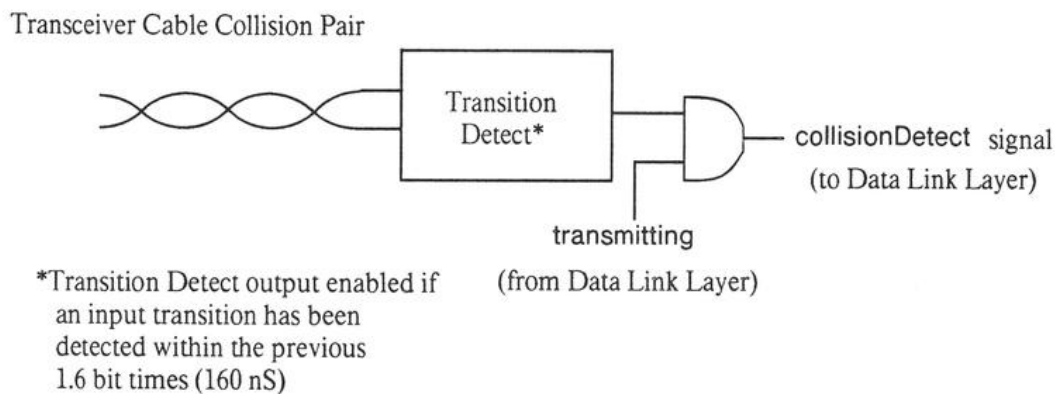 Transceiver Cable Collision Pair
Transition
Detect*
collisionDetect signal
(to Data Link Layer)
transmitting
(from Data Link Layer)
*Transition Detect output enabled if
an input transition has been
detected within the previous
1.6 bit times (160 nS)